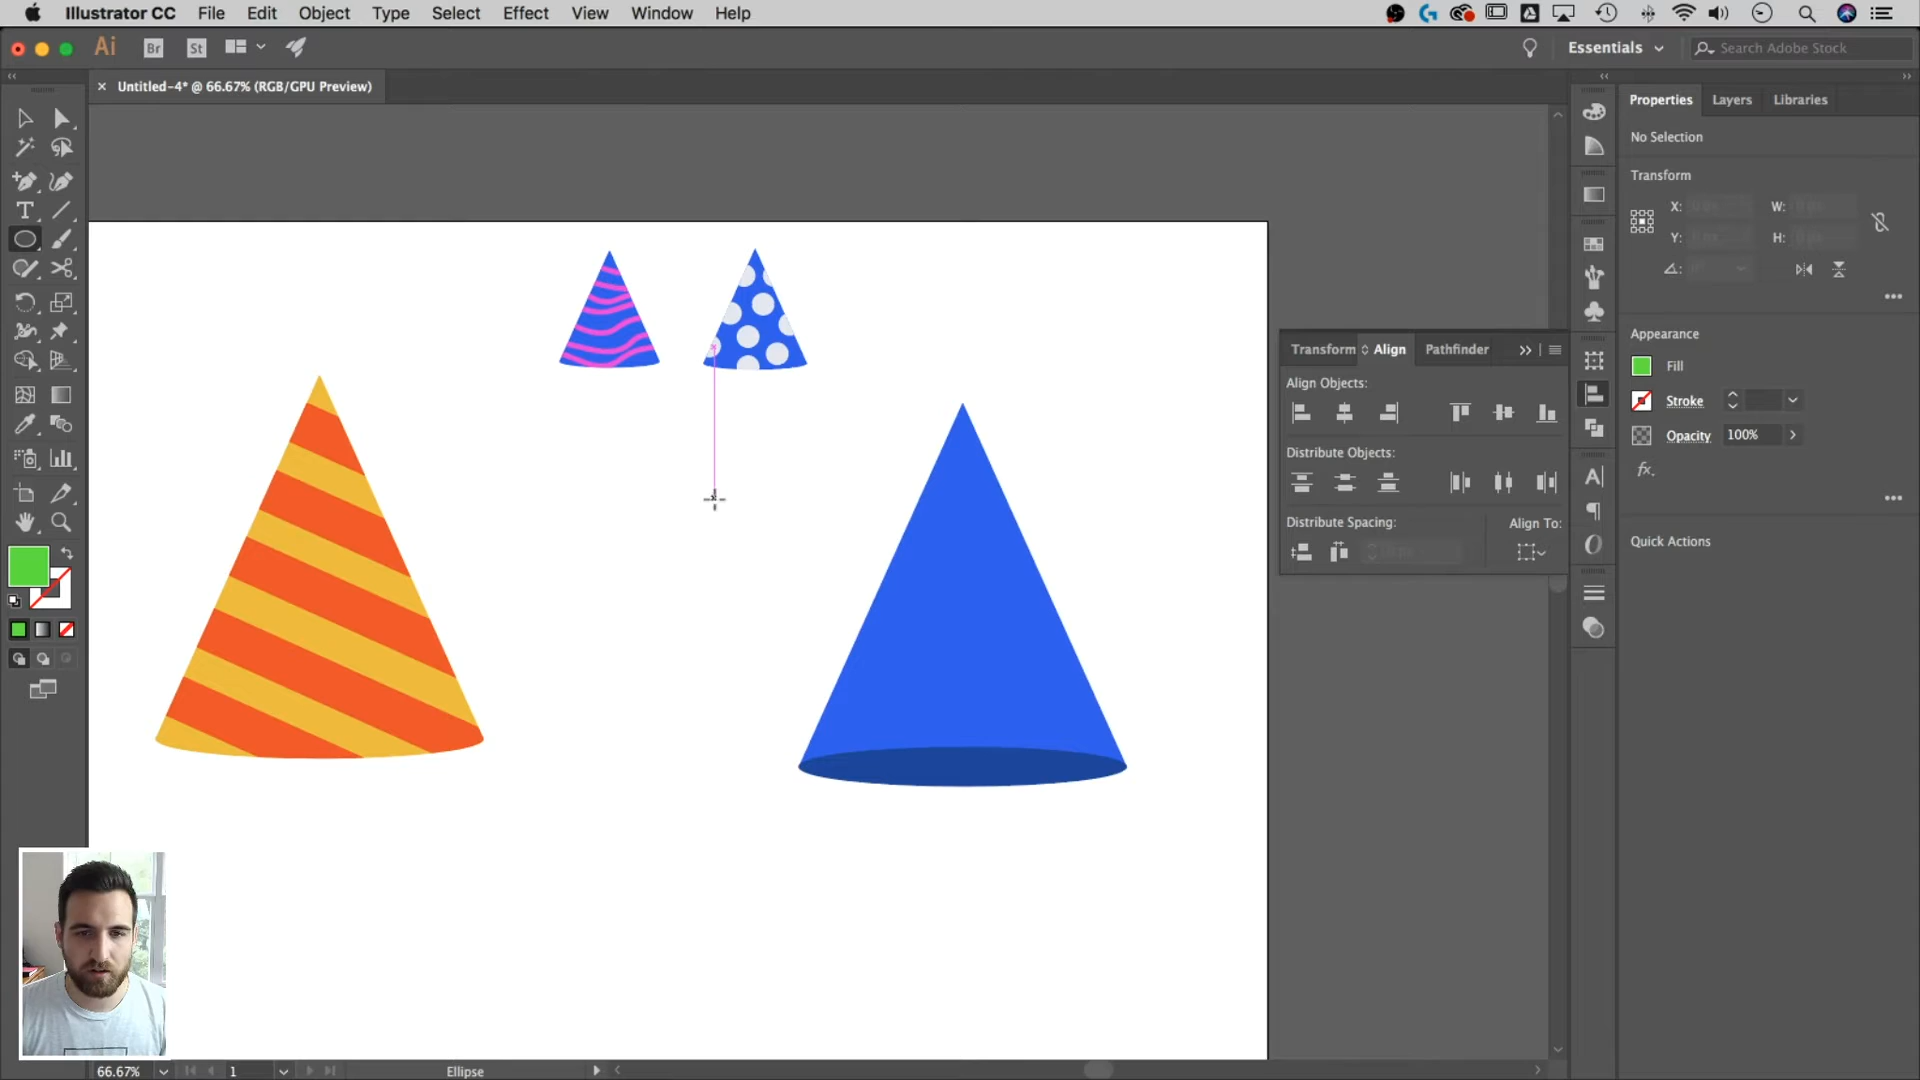 Illustrator CC File Edit Object Type Select Effect View Window Help
Ai Br St Essentials Search Adobe Stock
× Untitled-4* @ 66.67% (RGB/GPU Preview)
Properties Layers Libraries
No Selection
Transform
X: W:
Y: H:
Appearance
Fill
Stroke
Opacity 100%
fx.
Quick Actions
Transform Align Pathfinder
Align Objects:
Distribute Objects:
Distribute Spacing: Align To:
66.67% 1 Ellipse